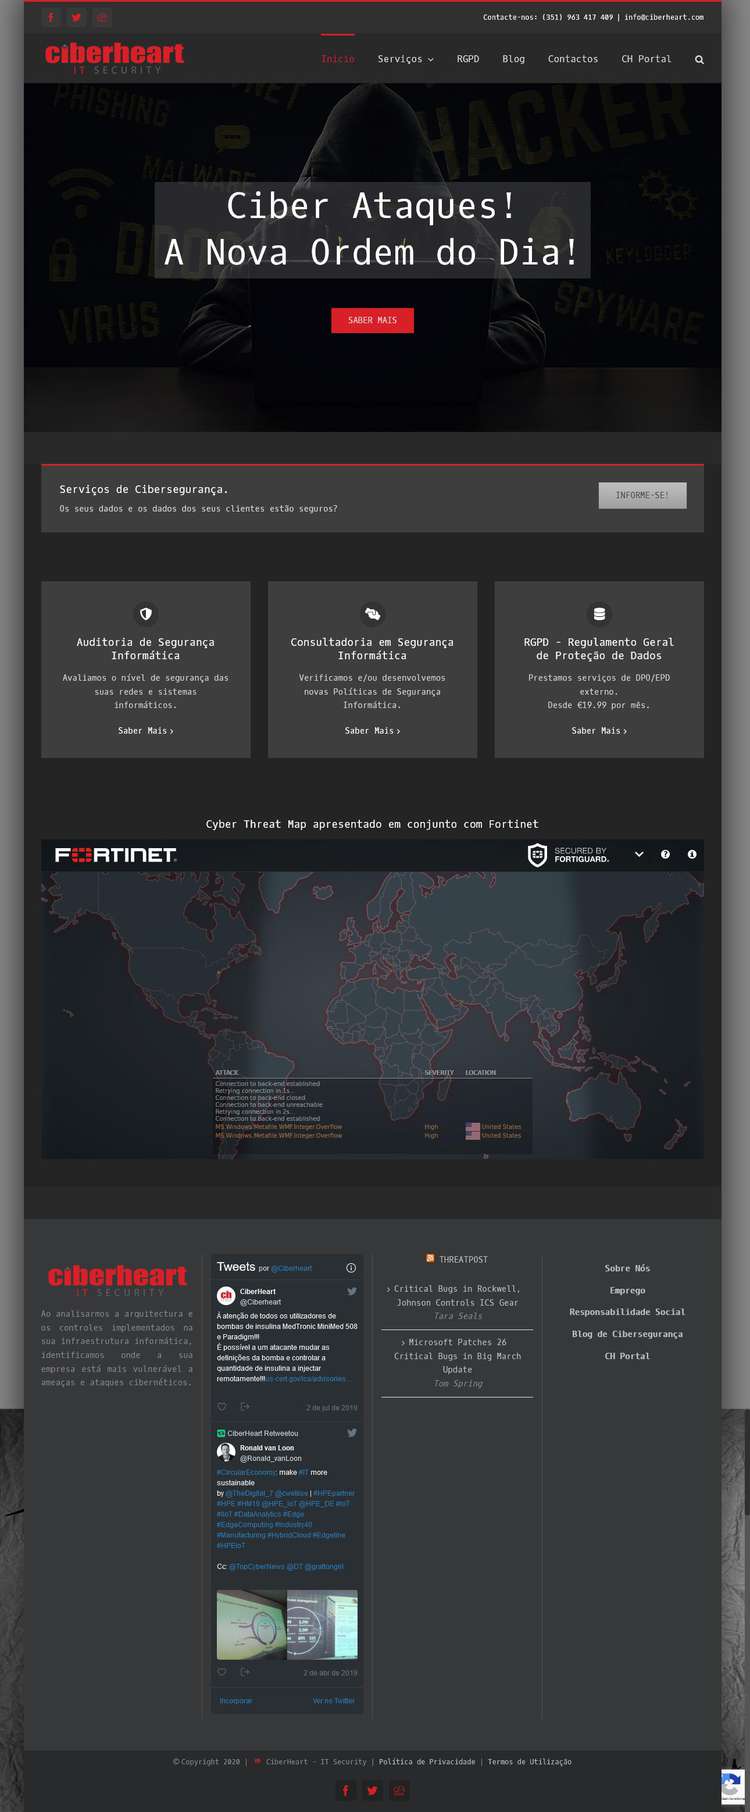 Contacte-nos: (351) 963 417 409 | info@ciberheart.com
ciberheart
IT SECURITY
Inicio
Serviços
RGPD
Blog
Contactos
CH Portal
PHISHING
HACKER
MALWARE
VIRUS
KEYLOGGER
SPYWARE
Ciber Ataques!
A Nova Ordem do Dia!
SABER MAIS
Serviços de Cibersegurança.
Os seus dados e os dados dos seus clientes estão seguros?
INFORME-SE!
Auditoria de Segurança
Informática
Avaliamos o nível de segurança das
suas redes e sistemas
informáticos.
Saber Mais
Consultadoria em Segurança
Informática
Verificamos e/ou desenvolvemos
novas Políticas de Segurança
Informática.
Saber Mais
RGPD - Regulamento Geral
de Proteção de Dados
Prestamos serviços de DPO/EPD
externo.
Desde €19.99 por mês.
Saber Mais
Cyber Threat Map apresentado em conjunto com Fortinet
FORTINET
SECURED BY
FORTIGUARD
ATTACK SEVERITY LOCATION
Connection to back-end established
Retrying connection in 1s.
Connection to back-end closed
Connection to back-end unreachable
Retrying connection in 2s.
Connection to Back-end established
MS.Windows.Metafile.WMF.Integer.Overflow High United States
MS.Windows.Metafile.WMF.Integer.Overflow High United States
ciberheart
IT SECURITY
Ao analisarmos a arquitectura e
os controles implementados na
sua infraestrutura informática,
identificamos onde a sua
empresa está mais vulnerável a
ameaças e ataques cibernéticos.
Tweets por @Ciberheart
CiberHeart
@Ciberheart
À atenção de todos os utilizadores de
bombas de insulina MedTronic MiniMed 508
e Paradigm!!!
É possível a um atacante mudar as
definições da bomba e controlar a
quantidade de insulina a injectar
remotamente!!!us-cert.gov/ics/advisories…
2 de jul de 2019
CiberHeart Retweetou
Ronald van Loon
@Ronald_vanLoon
#CircularEconomy: make #IT more
sustainable
by @TheDigital_7 @cwelisov | #HPEpartner
#HPE #HM19 @HPE_IoT @HPE_DE #IoT
#IIoT #DataAnalytics #Edge
#EdgeComputing #Industry40
#Manufacturing #HybridCloud #Edgeline
#HPEIoT
Cc: @TopCyberNews @DT @grattongirl
2 de abr de 2019
Incorporar
Ver no Twitter
THREATPOST
Critical Bugs in Rockwell,
Johnson Controls ICS Gear
Tara Seals
Microsoft Patches 26
Critical Bugs in Big March
Update
Tom Spring
Sobre Nós
Emprego
Responsabilidade Social
Blog de Cibersegurança
CH Portal
© Copyright 2020 | CiberHeart - IT Security | Política de Privacidade | Termos de Utilização